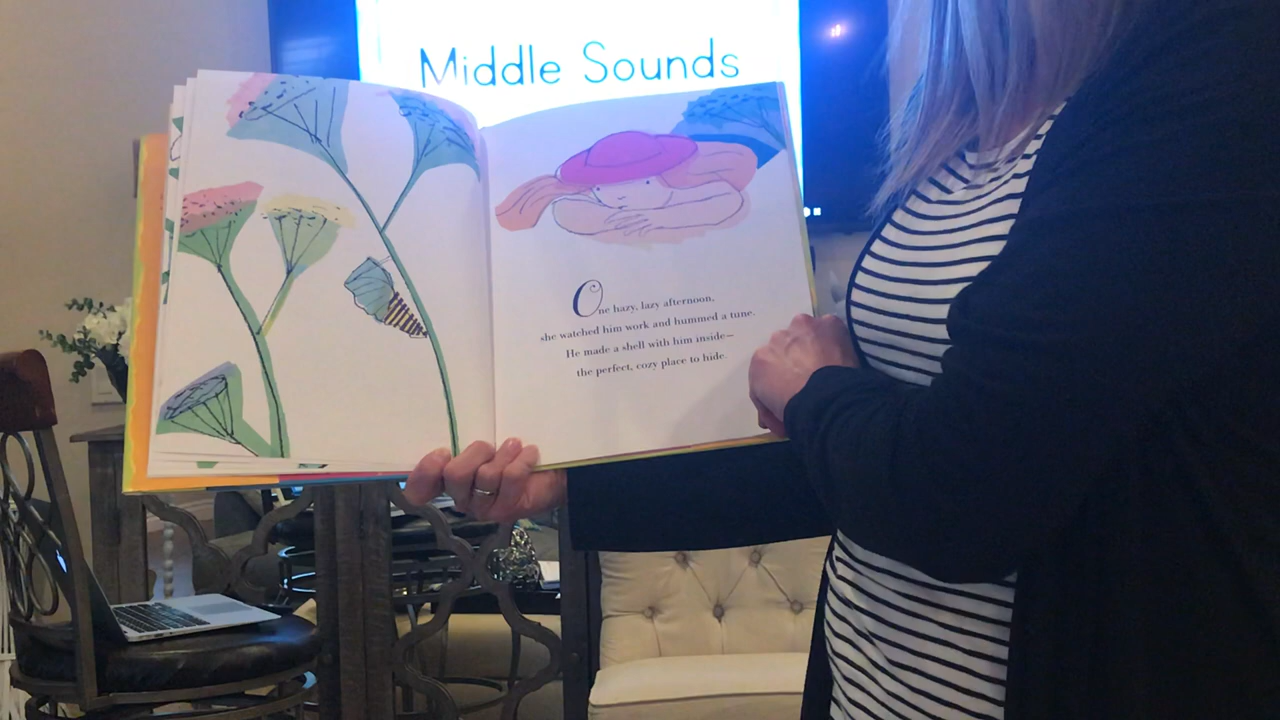 Middle Sounds
One hazy, lazy afternoon,
she watched him work and hummed a tune.
He made a shell with him inside—
the perfect, cozy place to hide.